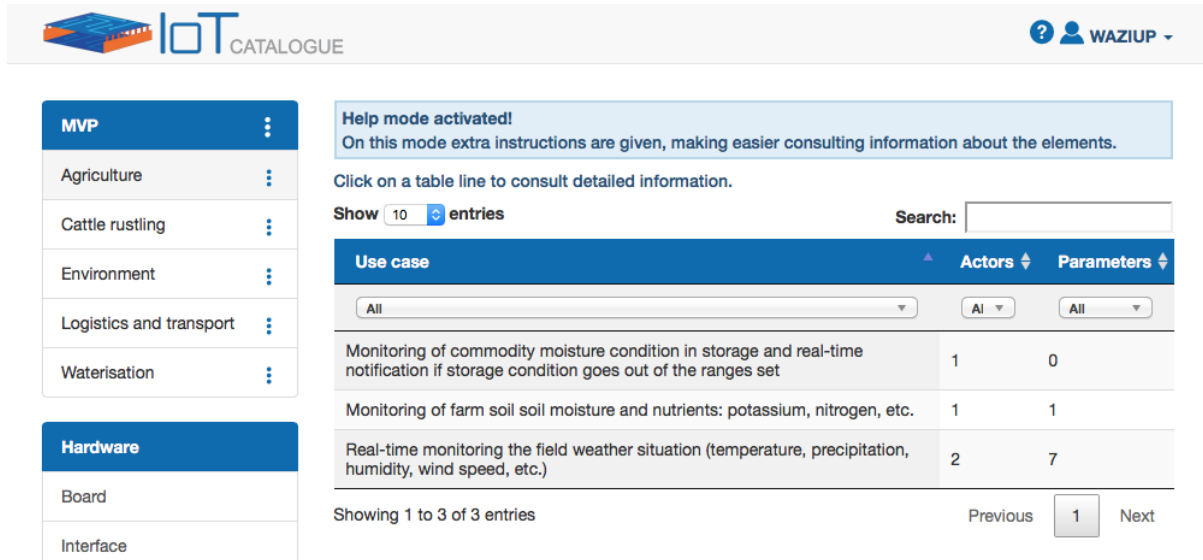 IoT CATALOGUE
? WAZIUP
MVP
Agriculture
Cattle rustling
Environment
Logistics and transport
Waterisation
Hardware
Board
Interface
Help mode activated!
On this mode extra instructions are given, making easier consulting information about the elements.
Click on a table line to consult detailed information.
Show 10 entries
Search:
Use case Actors Parameters
All Al All
Monitoring of commodity moisture condition in storage and real-time
notification if storage condition goes out of the ranges set 1 0
Monitoring of farm soil soil moisture and nutrients: potassium, nitrogen, etc. 1 1
Real-time monitoring the field weather situation (temperature, precipitation,
humidity, wind speed, etc.) 2 7
Showing 1 to 3 of 3 entries
Previous 1 Next